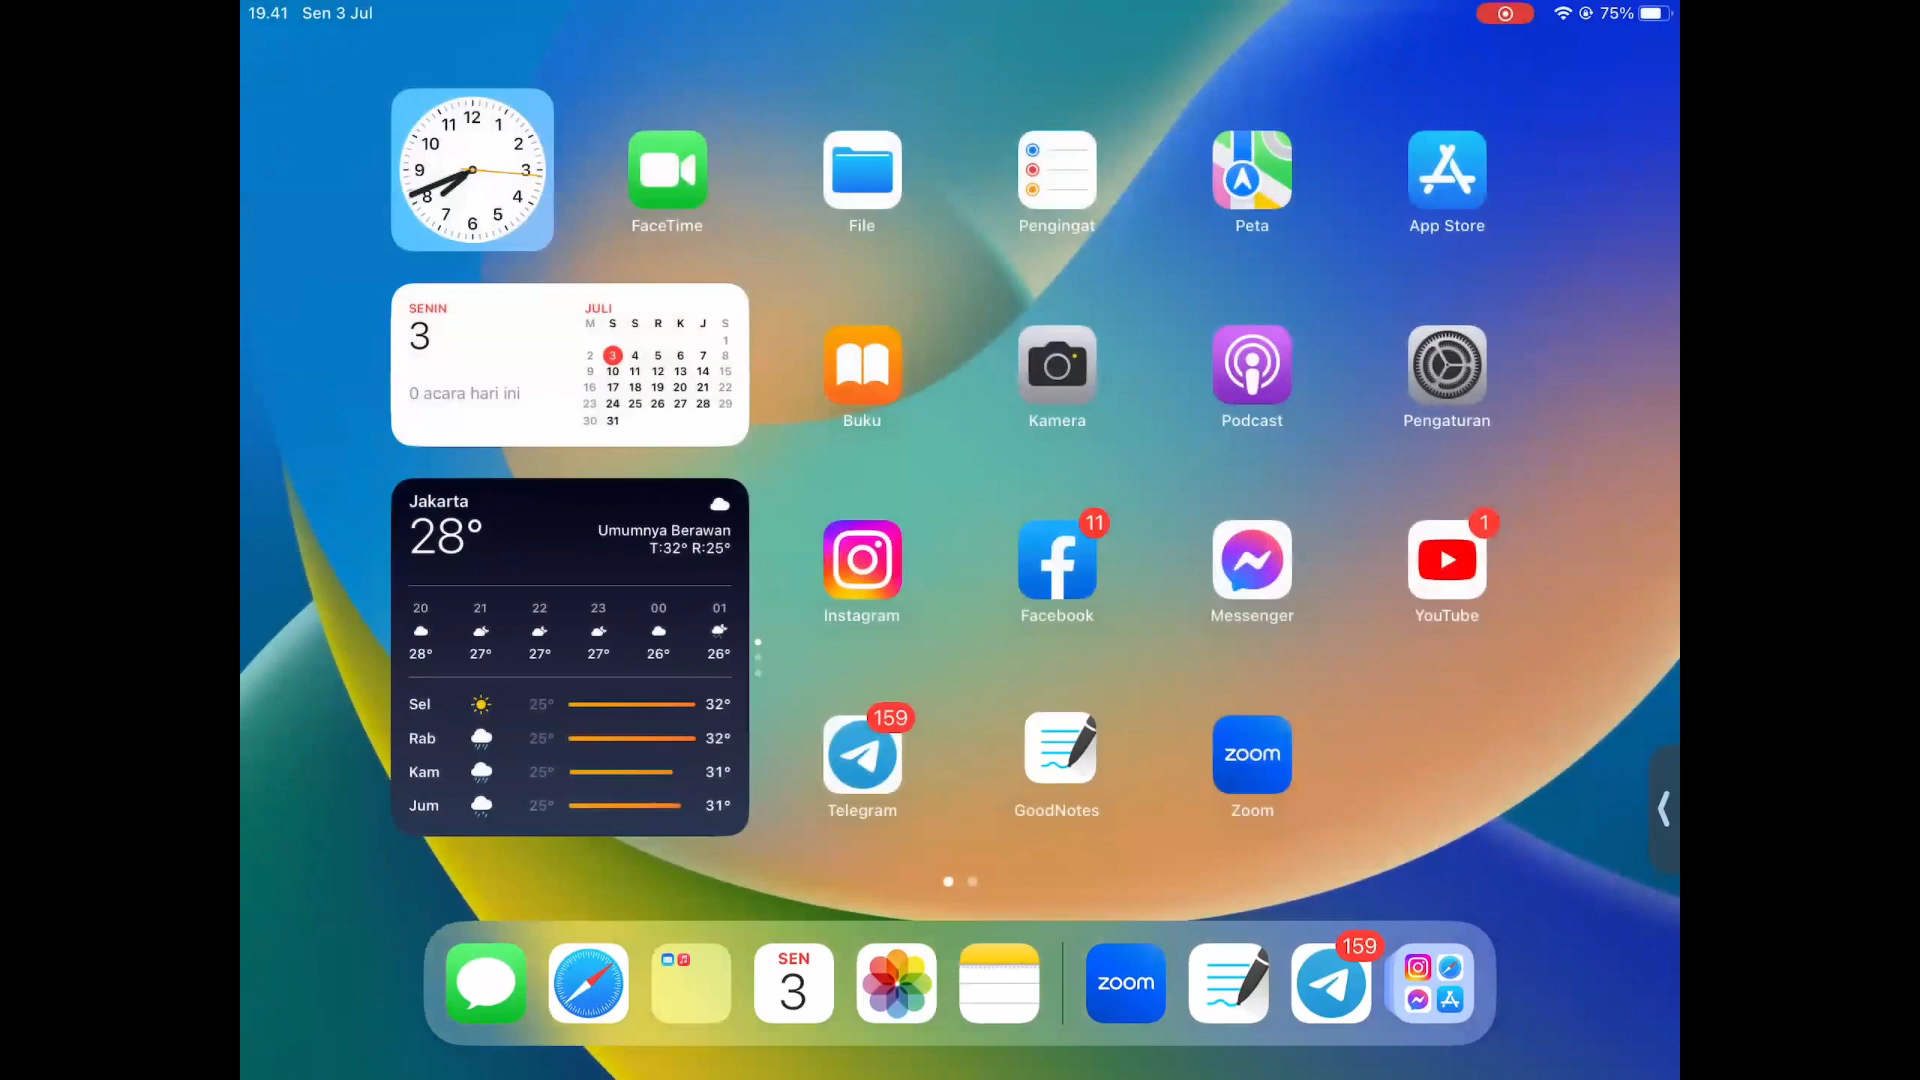 19.41 Sen 3 Jul
75%
12
11 1
10 2
9 3
8 4
7 5
6
FaceTime
File
Pengingat
Peta
App Store
SENIN
3
0 acara hari ini
JULI
M S S R K J S
1
2 3 4 5 6 7 8
9 10 11 12 13 14 15
16 17 18 19 20 21 22
23 24 25 26 27 28 29
30 31
Buku
Kamera
Podcast
Pengaturan
Jakarta
28°
Umumnya Berawan
T:32° R:25°
20 21 22 23 00 01
28° 27° 27° 27° 26° 26°
Sel 25° 32°
Rab 25° 32°
Kam 25° 31°
Jum 25° 31°
11
1
Instagram
Facebook
Messenger
YouTube
159
zoom
Telegram
GoodNotes
Zoom
SEN
3
zoom
159